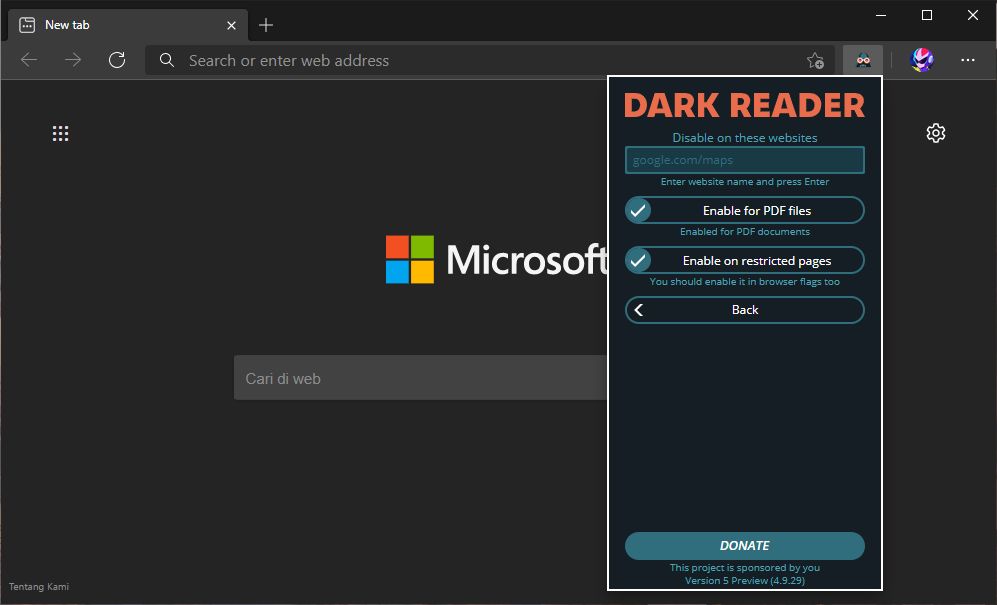 New tab
Search or enter web address
DARK READER
Disable on these websites
google.com/maps
Enter website name and press Enter
Enable for PDF files
Enabled for PDF documents
Enable on restricted pages
You should enable it in browser flags too
Back
Microsoft
Cari di web
DONATE
This project is sponsored by you
Version 5 Preview (4.9.29)
Tentang Kami